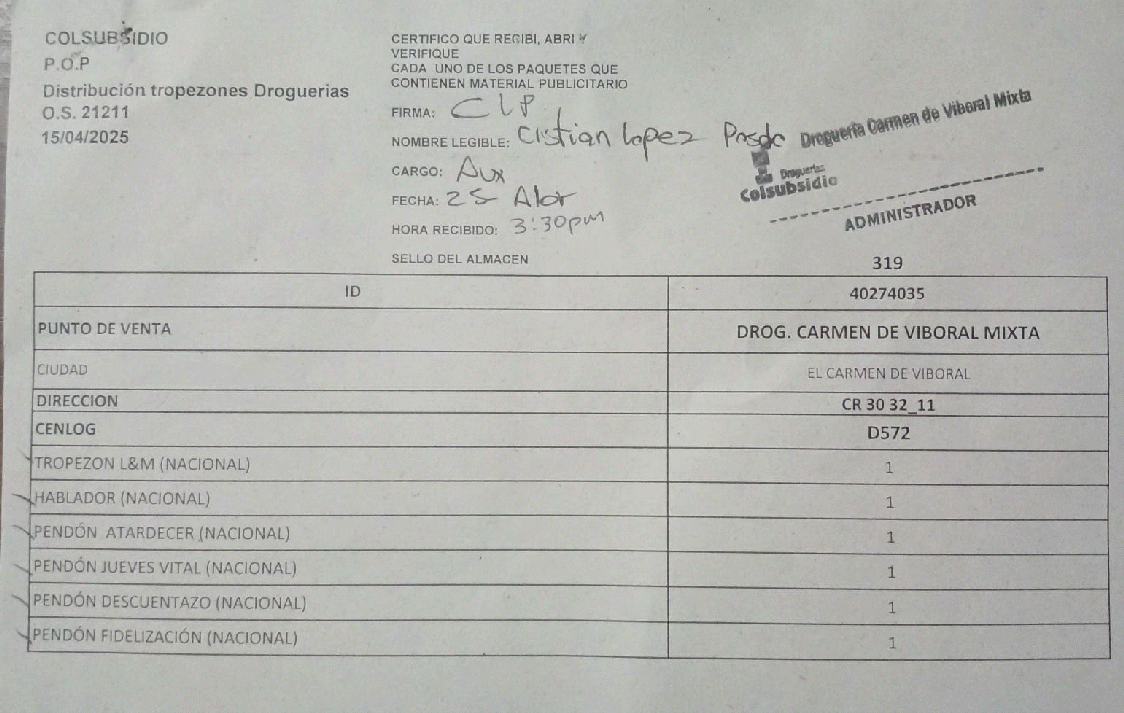 COLSUBSIDIO
P.O.P
Distribución tropezones Droguerias
O.S. 21211
15/04/2025
CERTIFICO QUE RECIBI, ABRI Y
VERIFIQUE
CADA UNO DE LOS PAQUETES QUE
CONTIENEN MATERIAL PUBLICITARIO
FIRMA: CLP
NOMBRE LEGIBLE: Cristian Lopez
CARGO: Aux
FECHA: 25 Abr
HORA RECIBIDO: 3:30pm
SELLO DEL ALMACEN
Droguería Carmen de Viboral Mixta
Droguerías
Colsubsidio
ADMINISTRADOR
319
ID 40274035
PUNTO DE VENTA DROG. CARMEN DE VIBORAL MIXTA
CIUDAD EL CARMEN DE VIBORAL
DIRECCION CR 30 32_11
CENLOG D572
TROPEZON L&M (NACIONAL) 1
HABLADOR (NACIONAL) 1
PENDÓN ATARDECER (NACIONAL) 1
PENDÓN JUEVES VITAL (NACIONAL) 1
PENDÓN DESCUENTAZO (NACIONAL) 1
PENDÓN FIDELIZACIÓN (NACIONAL) 1